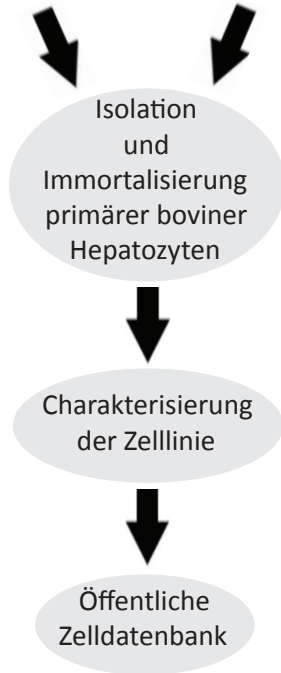 Isolation
und
Immortalisierung
primärer boviner
Hepatozyten
Charakterisierung
der Zelllinie
Öffentliche
Zelldatenbank